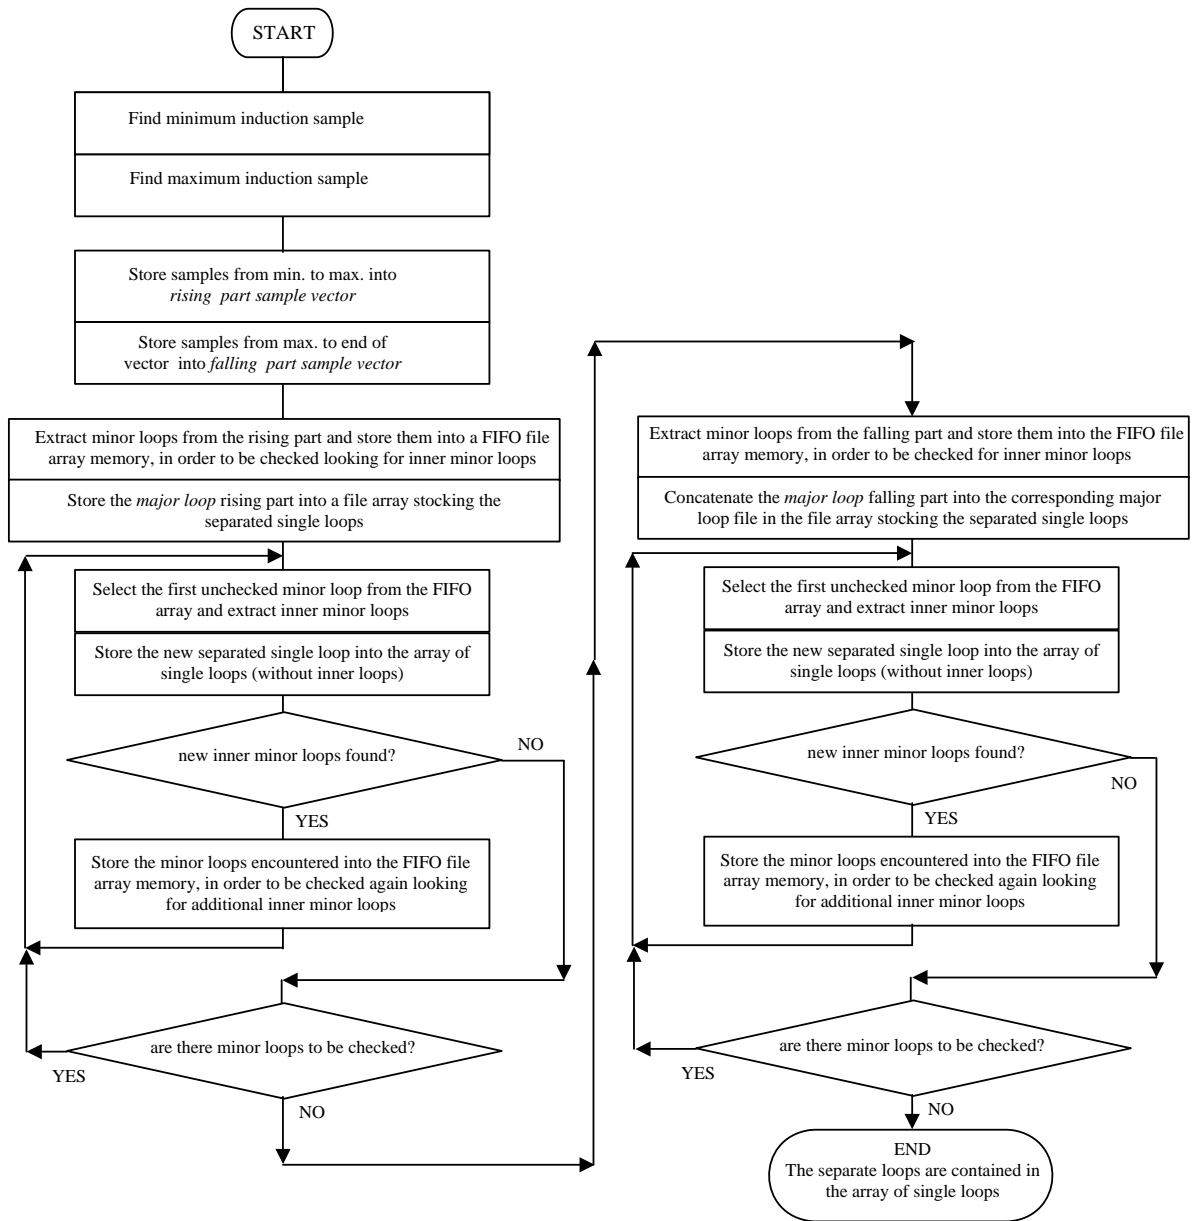 START
Find minimum induction sample
Find maximum induction sample
Store samples from min. to max. into
rising part sample vector
Store samples from max. to end of
vector into falling part sample vector
Extract minor loops from the rising part and store them into a FIFO file
array memory, in order to be checked looking for inner minor loops
Store the major loop rising part into a file array stocking the
separated single loops
Select the first unchecked minor loop from the FIFO
array and extract inner minor loops
Store the new separated single loop into the array of
single loops (without inner loops)
new inner minor loops found?
NO
YES
Store the minor loops encountered into the FIFO file
array memory, in order to be checked again looking
for additional inner minor loops
are there minor loops to be checked?
YES
NO
Extract minor loops from the falling part and store them into the FIFO file
array memory, in order to be checked for inner minor loops
Concatenate the major loop falling part into the corresponding major
loop file in the file array stocking the separated single loops
Select the first unchecked minor loop from the FIFO
array and extract inner minor loops
Store the new separated single loop into the array of
single loops (without inner loops)
new inner minor loops found?
NO
YES
Store the minor loops encountered into the FIFO file
array memory, in order to be checked again looking
for additional inner minor loops
are there minor loops to be checked?
YES
NO
END
The separate loops are contained in
the array of single loops